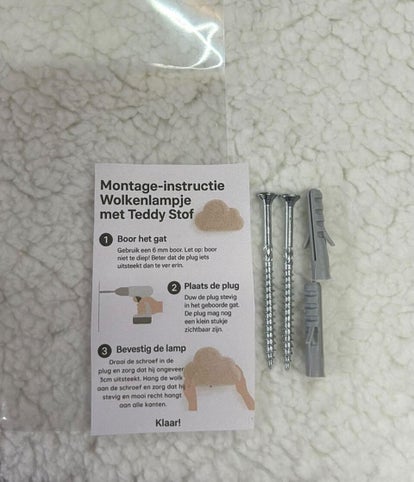 Montage-instructie
Wolkenlampje
met Teddy Stof
1 Boor het gat
Gebruik een 6 mm boor. Let op: boor
niet te diep! Beter dat de plug iets
uitsteekt dan te ver erin.
2 Plaats de plug
Duw de plug stevig
in het geboorde gat.
De plug mag nog
een klein stukje
zichtbaar zijn.
3 Bevestig de lamp
Draai de schroef in de
plug en zorg dat hij ongeveer
3cm uitsteekt. Hang de wolk
aan de schroef en zorg dat hij
stevig en mooi recht hangt
aan alle kanten.
Klaar!